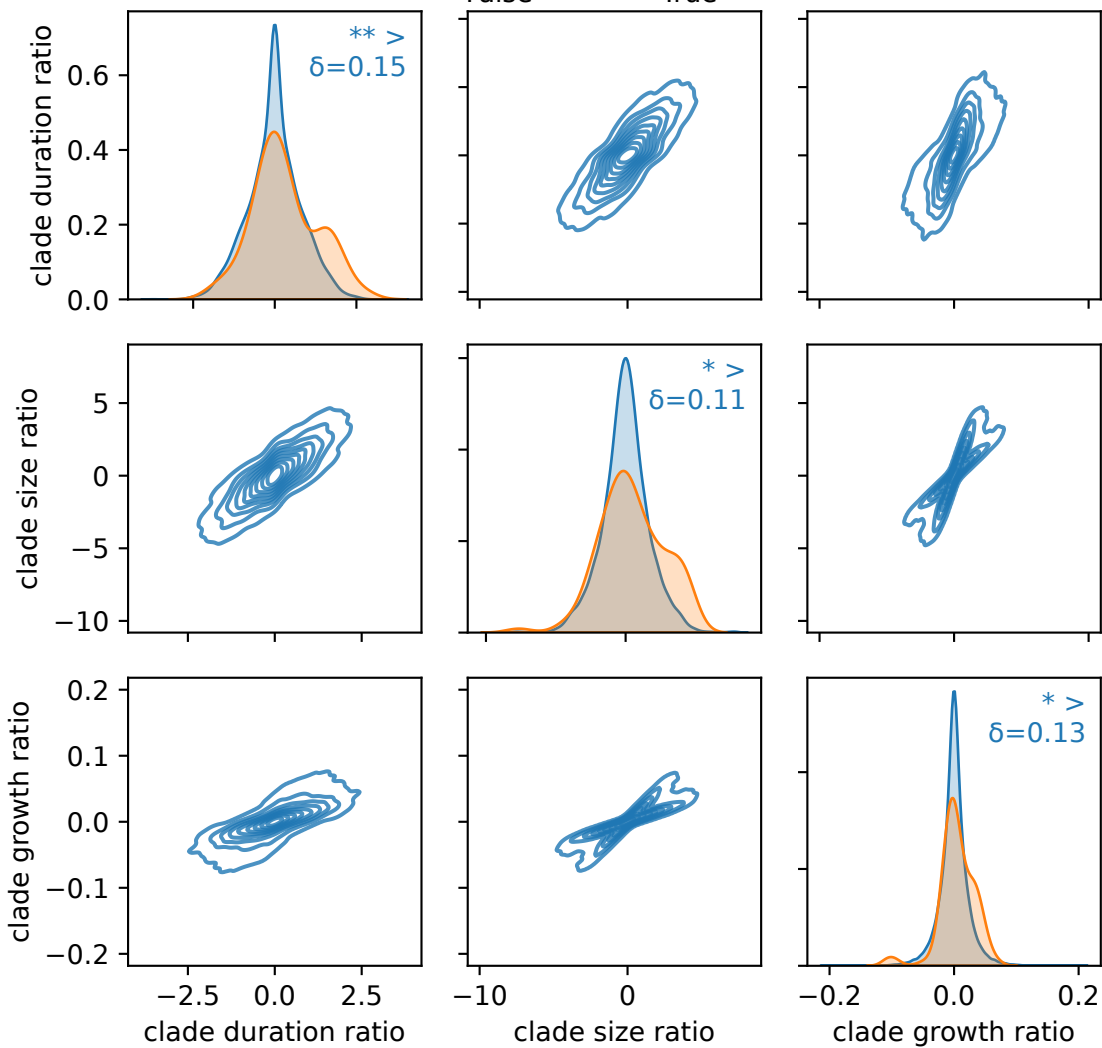 True
clade duration ratio
0.6
0.4
0.2
0.0
** >
δ=0.15
clade size ratio
5
0
−5
−10
* >
δ=0.11
clade growth ratio
0.2
0.1
0.0
−0.1
−0.2
* >
δ=0.13
−2.5
0.0
2.5
−10
0
−0.2
0.0
0.2
clade duration ratio
clade size ratio
clade growth ratio